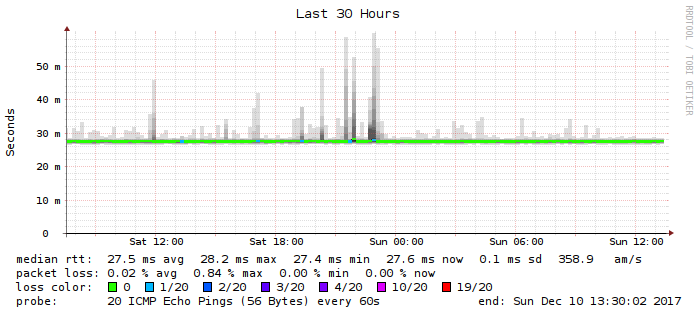 Last 30 Hours
RRDTOOL / TOBI OETIKER
Seconds
50 m
40 m
30 m
20 m
10 m
0
Sat 12:00 Sat 18:00 Sun 00:00 Sun 06:00 Sun 12:00
median rtt: 27.5 ms avg 28.2 ms max 27.4 ms min 27.6 ms now 0.1 ms sd 358.9 am/s
packet loss: 0.02 % avg 0.84 % max 0.00 % min 0.00 % now
loss color: 0 1/20 2/20 3/20 4/20 10/20 19/20
probe: 20 ICMP Echo Pings (56 Bytes) every 60s end: Sun Dec 10 13:30:02 2017